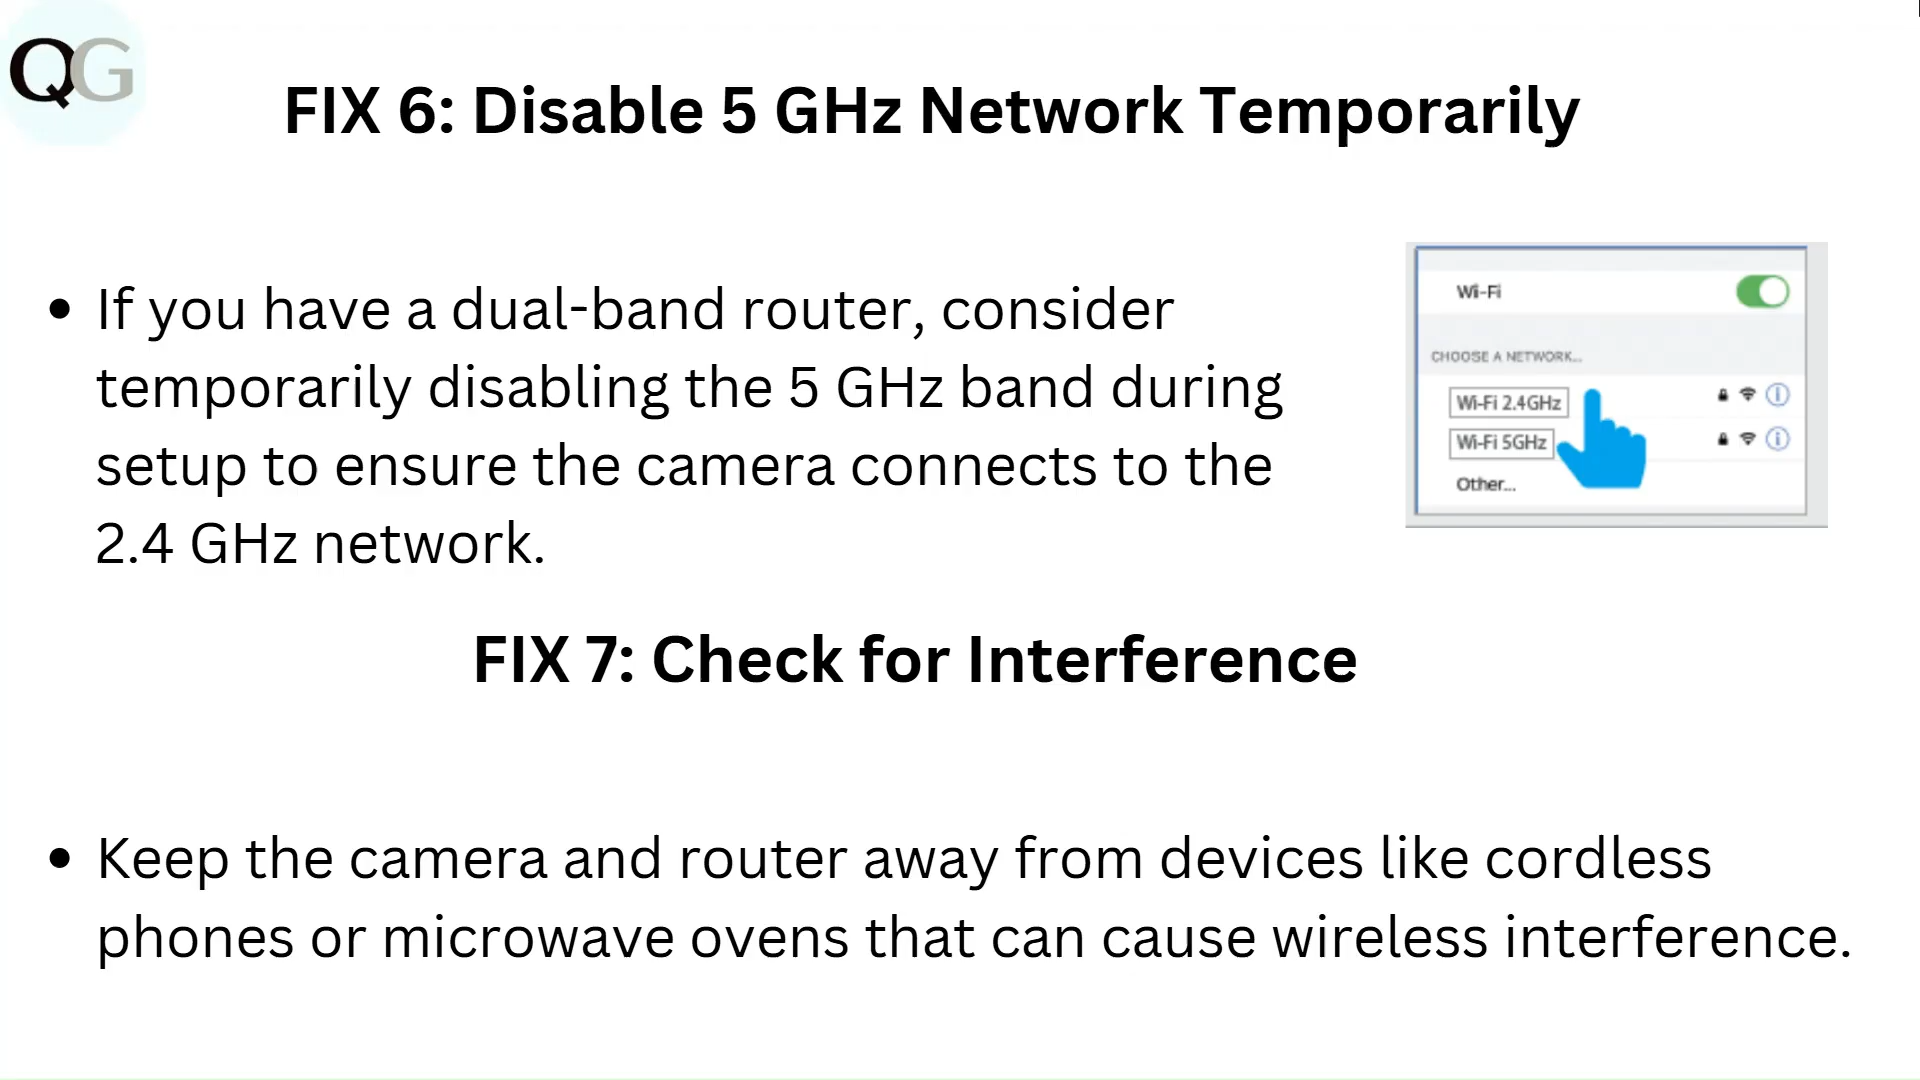 QG
FIX 6: Disable 5 GHz Network Temporarily
• If you have a dual-band router, consider
temporarily disabling the 5 GHz band during
setup to ensure the camera connects to the
2.4 GHz network.
Wi-Fi
CHOOSE A NETWORK...
Wi-Fi 2.4GHz
Wi-Fi 5GHz
Other...
FIX 7: Check for Interference
• Keep the camera and router away from devices like cordless
phones or microwave ovens that can cause wireless interference.